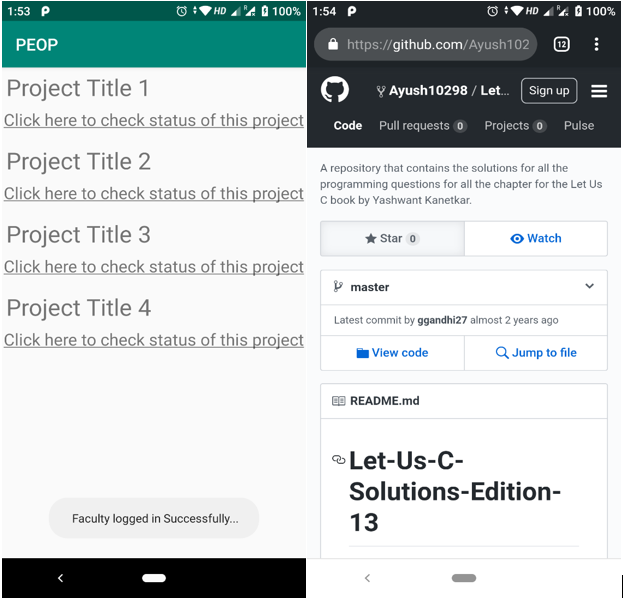 1:53 HD R 100%
PEOP
Project Title 1
Click here to check status of this project
Project Title 2
Click here to check status of this project
Project Title 3
Click here to check status of this project
Project Title 4
Click here to check status of this project
Faculty logged in Successfully...
1:54 HD R 100%
https://github.com/Ayush102
12
Ayush10298 / Let...
Sign up
Code Pull requests 0 Projects 0 Pulse
A repository that contains the solutions for all the
programming questions for all the chapter for the Let Us
C book by Yashwant Kanetkar.
Star 0
Watch
master
Latest commit by ggandhi27 almost 2 years ago
View code
Jump to file
README.md
Let-Us-C-
Solutions-Edition-
13